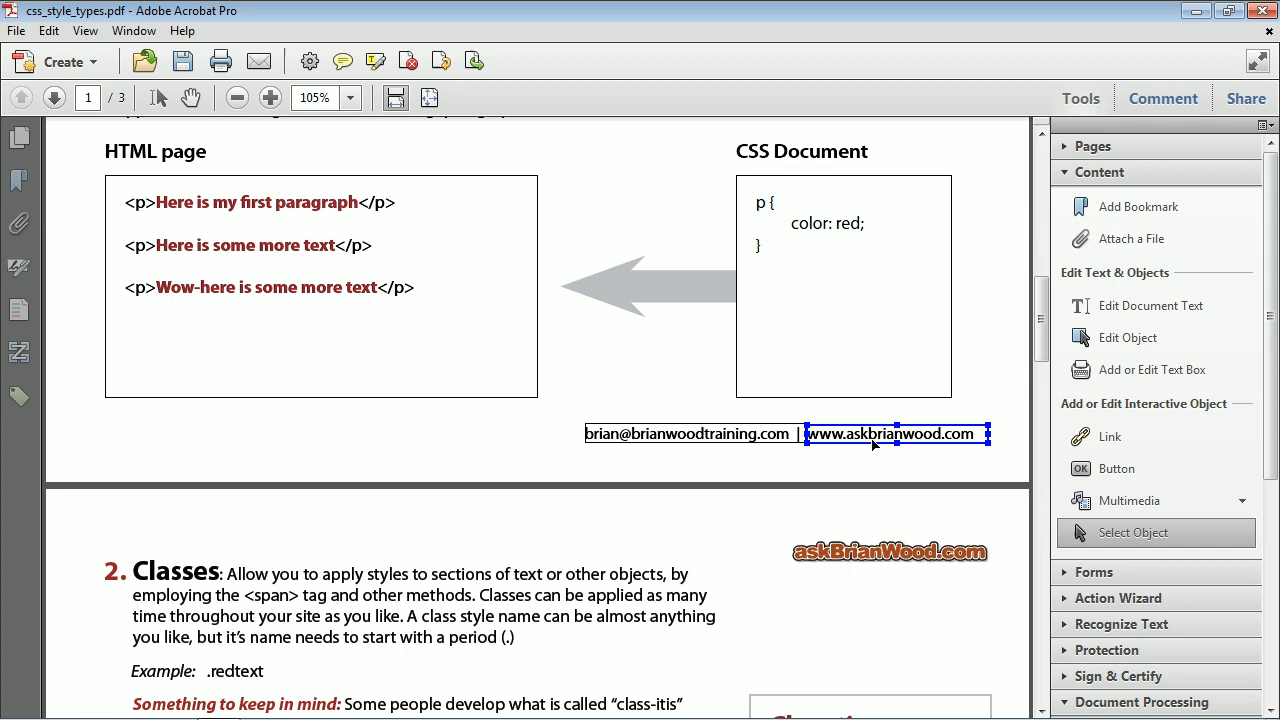 css_style_types.pdf - Adobe Acrobat Pro
File Edit View Window Help
Create
1 / 3 105% Tools Comment Share
HTML page
<p>Here is my first paragraph</p>
<p>Here is some more text</p>
<p>Wow-here is some more text</p>
CSS Document
p {
color: red;
}
brian@brianwoodtraining.com | www.askbrianwood.com
askBrianWood.com
2. Classes: Allow you to apply styles to sections of text or other objects, by
employing the <span> tag and other methods. Classes can be applied as many
time throughout your site as you like. A class style name can be almost anything
you like, but it's name needs to start with a period (.)
Example: .redtext
Something to keep in mind: Some people develop what is called “class-itis”
Pages
Content
Add Bookmark
Attach a File
Edit Text & Objects
Edit Document Text
Edit Object
Add or Edit Text Box
Add or Edit Interactive Object
Link
OK Button
Multimedia
Select Object
Forms
Action Wizard
Recognize Text
Protection
Sign & Certify
Document Processing